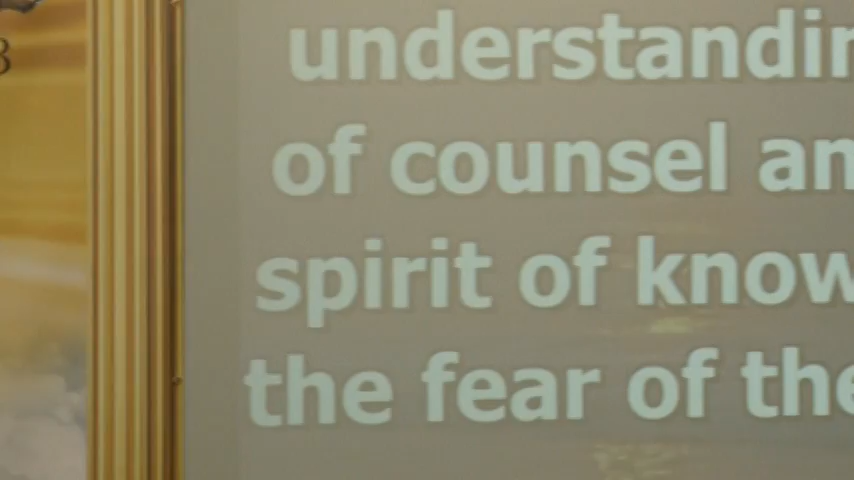 understandin
of counsel an
spirit of know
the fear of the